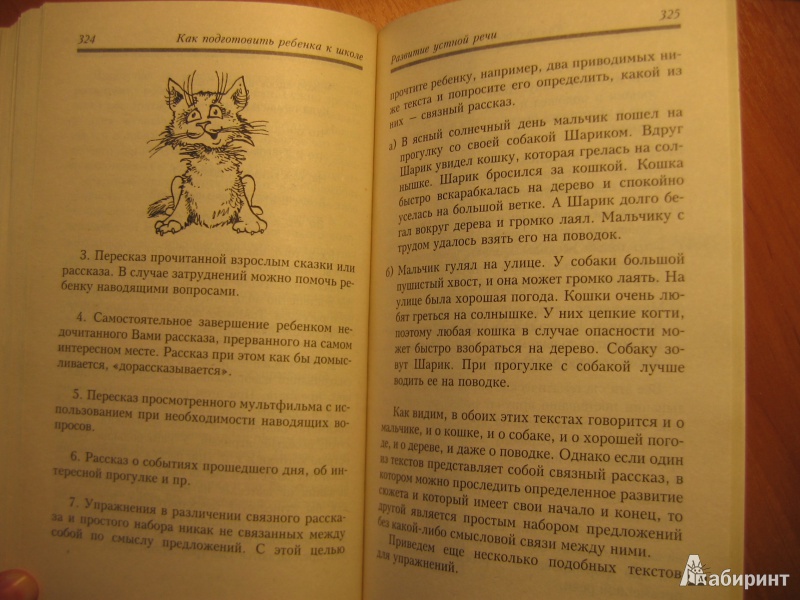 324
Как подготовить ребенка к школе
3. Пересказ прочитанной взрослым сказки или
рассказа. В случае затруднений можно помочь ре-
бенку наводящими вопросами.
4. Самостоятельное завершение ребенком не-
дочитанного Вами рассказа, прерванного на самом
интересном месте. Рассказ при этом как бы домыс-
ливается, «дорассказывается».
5. Пересказ просмотренного мультфильма с ис-
пользованием при необходимости наводящих во-
просов.
6. Рассказ о событиях прошедшего дня, об ин-
тересной прогулке и пр.
7. Упражнения в различении связного расска-
за и простого набора никак не связанных между
собой по смыслу предложений. С этой целью
Развитие устной речи
325
прочтите ребенку, например, два приводимых ни-
же текста и попросите его определить, какой из
них — связный рассказ.
а) В ясный солнечный день мальчик пошел на
прогулку со своей собакой Шариком. Вдруг
Шарик увидел кошку, которая грелась на сол-
нышке. Шарик бросился за кошкой. Кошка
быстро вскарабкалась на дерево и спокойно
уселась на большой ветке. А Шарик долго бе-
гал вокруг дерева и громко лаял. Мальчику с
трудом удалось взять его на поводок.
б) Мальчик гулял на улице. У собаки большой
пушистый хвост, и она может громко лаять. На
улице была хорошая погода. Кошки очень лю-
бят греться на солнышке. У них цепкие когти,
поэтому любая кошка в случае опасности мо-
жет быстро взобраться на дерево. Собаку зо-
вут Шарик. При прогулке с собакой лучше
водить ее на поводке.
Как видим, в обоих этих текстах говорится и о
мальчике, и о кошке, и о собаке, и о хорошей пого-
де, и о дереве, и даже о поводке. Однако если один
из текстов представляет собой связный рассказ, в
котором можно проследить определенное развитие
сюжета и который имеет свои начало и конец, то
другой является простым набором предложений
без какой-либо смысловой связи между ними.
Приведем еще несколько подобных текстов
для упражнений.
Лабиринт